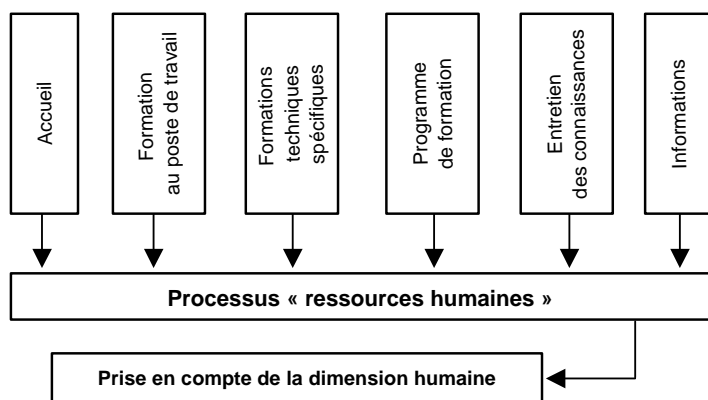 Accueil
Formation
au poste de travail
Formations
techniques
spécifiques
Programme
de formation
Entretien
des connaissances
Informations
Processus « ressources humaines »
Prise en compte de la dimension humaine